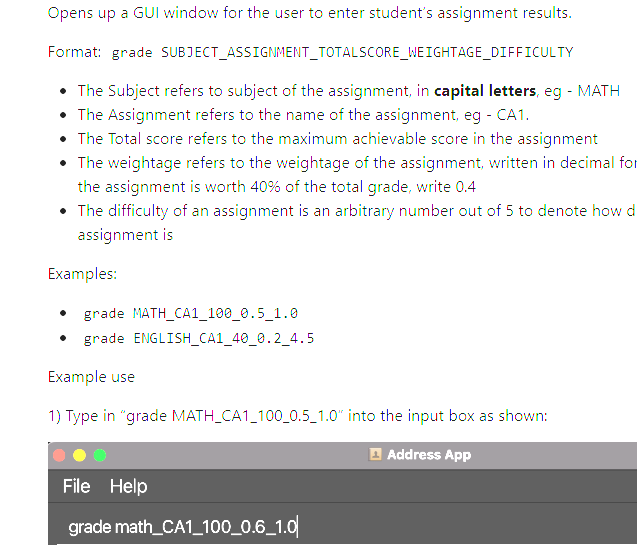 Opens up a GUI window for the user to enter student's assignment results.
Format: grade SUBJECT_ASSIGNMENT_TOTALSCORE_WEIGHTAGE_DIFFICULTY
• The Subject refers to subject of the assignment, in capital letters, eg - MATH
• The Assignment refers to the name of the assignment, eg - CA1.
• The Total score refers to the maximum achievable score in the assignment
• The weightage refers to the weightage of the assignment, written in decimal
the assignment is worth 40% of the total grade, write 0.4
• The difficulty of an assignment is an arbitrary number out of 5 to denote how
assignment is
Examples:
• grade MATH_CA1_100_0.5_1.0
• grade ENGLISH_CA1_40_0.2_4.5
Example use
1) Type in “grade MATH_CA1_100_0.5_1.0” into the input box as shown:
Address App
File Help
grade math_CA1_100_0.6_1.0